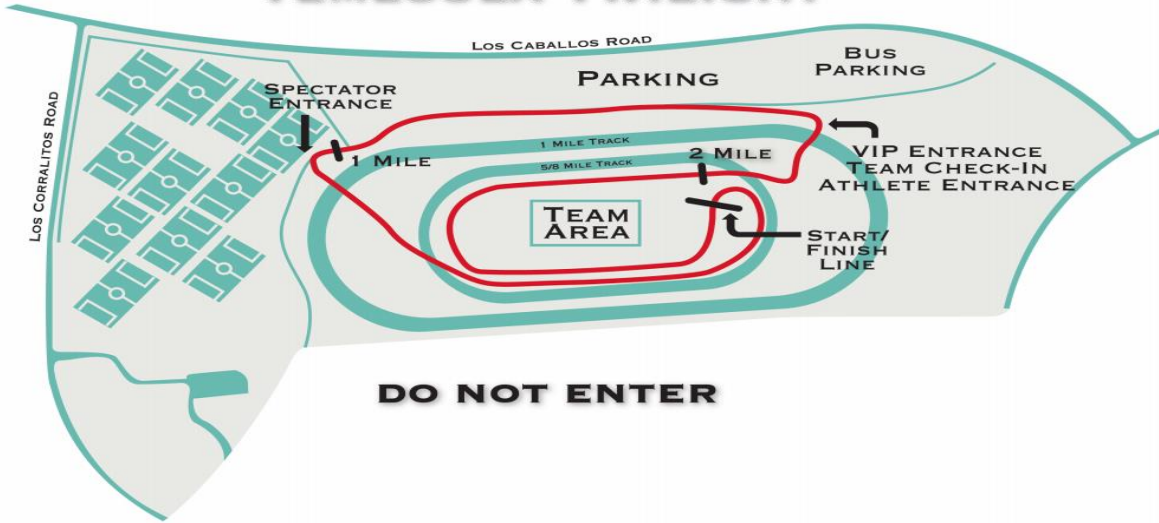 Los Caballos Road
Bus
Parking
Parking
Spectator
Entrance
Los Corralitos Road
1 Mile Track
1 Mile
5/8 Mile Track
2 Mile
VIP Entrance
Team Check-In
Athlete Entrance
Team
Area
Start/
Finish
Line
DO NOT ENTER